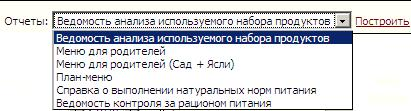 Отчеты: Ведомость анализа используемого набора продуктов Построить
Ведомость анализа используемого набора продуктов
Меню для родителей
Меню для родителей (Сад + Ясли)
План-меню
Справка о выполнении натуральных норм питания
Ведомость контроля за рационом питания